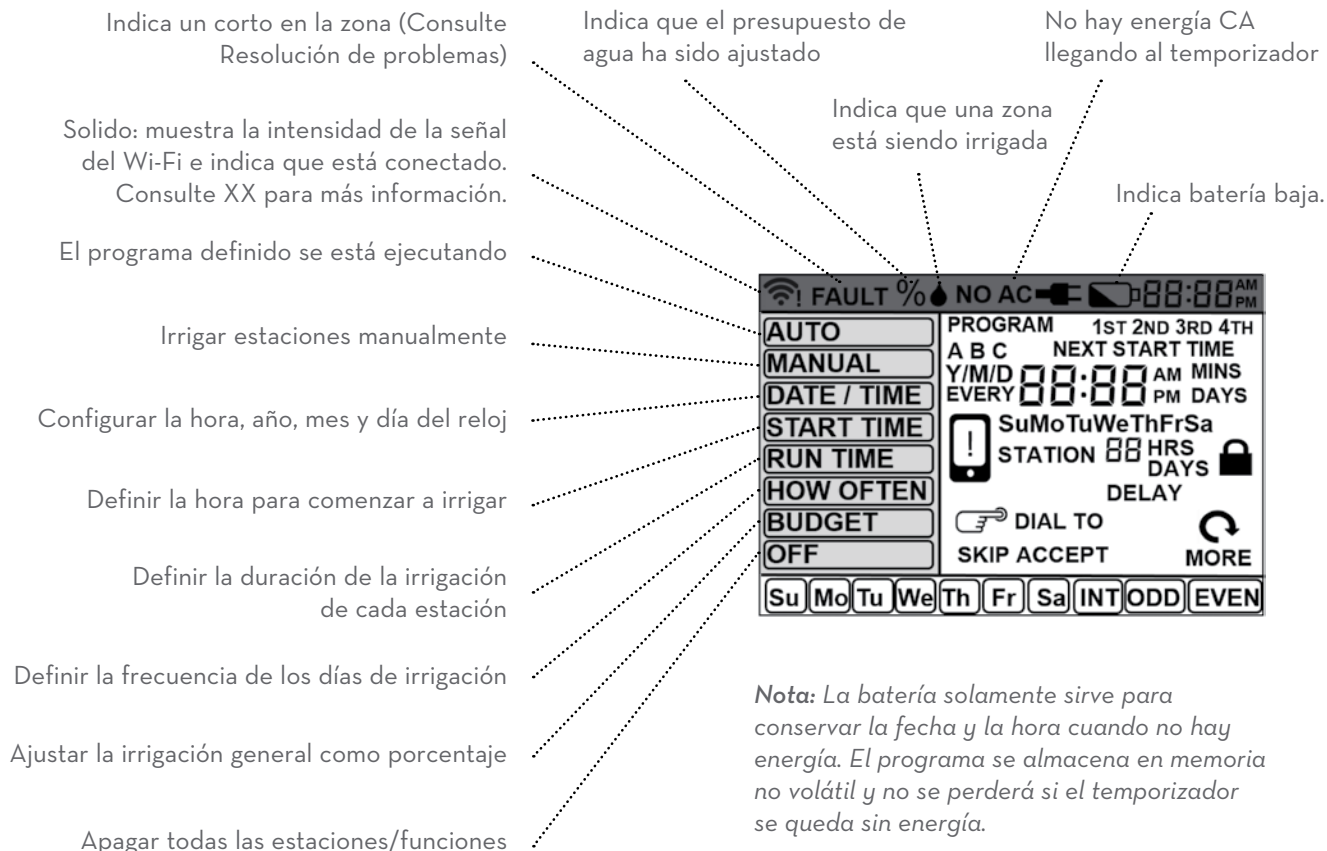 Indica un corto en la zona (Consulte
Resolución de problemas)
Indica que el presupuesto de
agua ha sido ajustado
No hay energía CA
llegando al temporizador
Indica que una zona
está siendo irrigada
Indica batería baja.
Solido: muestra la intensidad de la señal
del Wi-Fi e indica que está conectado.
Consulte XX para más información.
El programa definido se está ejecutando
Irrigar estaciones manualmente
Configurar la hora, año, mes y día del reloj
Definir la hora para comenzar a irrigar
Definir la duración de la irrigación
de cada estación
Definir la frecuencia de los días de irrigación
Ajustar la irrigación general como porcentaje
Apagar todas las estaciones/funciones
! FAULT % NO AC 88:88 AM PM
AUTO
MANUAL
DATE / TIME
START TIME
RUN TIME
HOW OFTEN
BUDGET
OFF
PROGRAM 1ST 2ND 3RD 4TH
A B C NEXT START TIME
Y/M/D 88:88 AM MINS
EVERY PM DAYS
SuMoTuWeThFrSa
! STATION 88 HRS
DAYS
DELAY
DIAL TO
SKIP ACCEPT MORE
Su Mo Tu We Th Fr Sa INT ODD EVEN
Nota: La batería solamente sirve para
conservar la fecha y la hora cuando no hay
energía. El programa se almacena en memoria
no volátil y no se perderá si el temporizador
se queda sin energía.